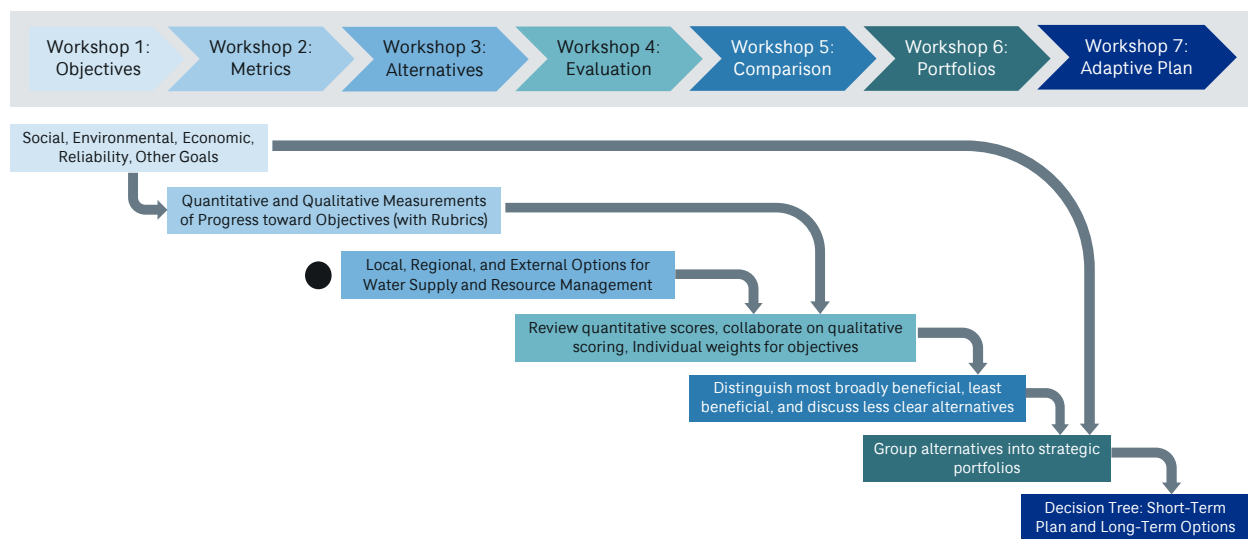 Workshop 1:
Objectives
Workshop 2:
Metrics
Workshop 3:
Alternatives
Workshop 4:
Evaluation
Workshop 5:
Comparison
Workshop 6:
Portfolios
Workshop 7:
Adaptive Plan
Social, Environmental, Economic,
Reliability, Other Goals
Quantitative and Qualitative Measurements
of Progress toward Objectives (with Rubrics)
Local, Regional, and External Options for
Water Supply and Resource Management
Review quantitative scores, collaborate on qualitative
scoring, Individual weights for objectives
Distinguish most broadly beneficial, least
beneficial, and discuss less clear alternatives
Group alternatives into strategic
portfolios
Decision Tree: Short-Term
Plan and Long-Term Options